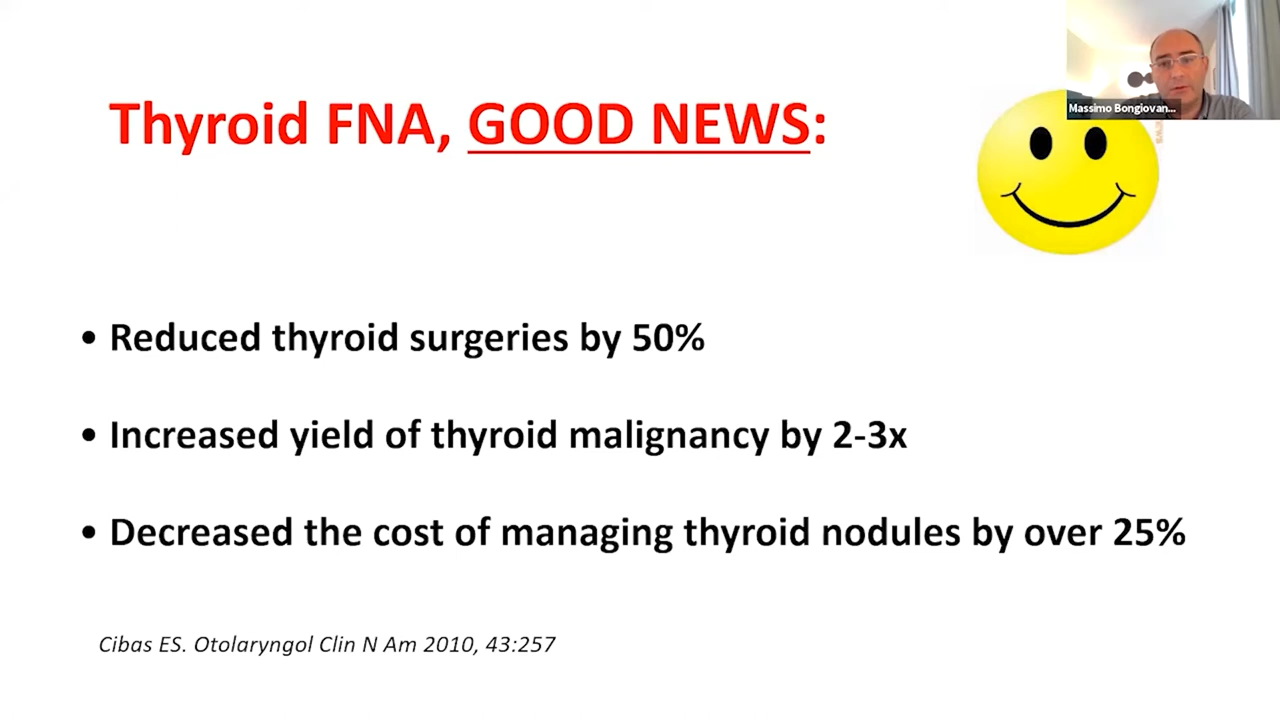 Massimo Bongiovan...
Thyroid FNA, GOOD NEWS:
• Reduced thyroid surgeries by 50%
• Increased yield of thyroid malignancy by 2-3x
• Decreased the cost of managing thyroid nodules by over 25%
Cibas ES. Otolaryngol Clin N Am 2010, 43:257